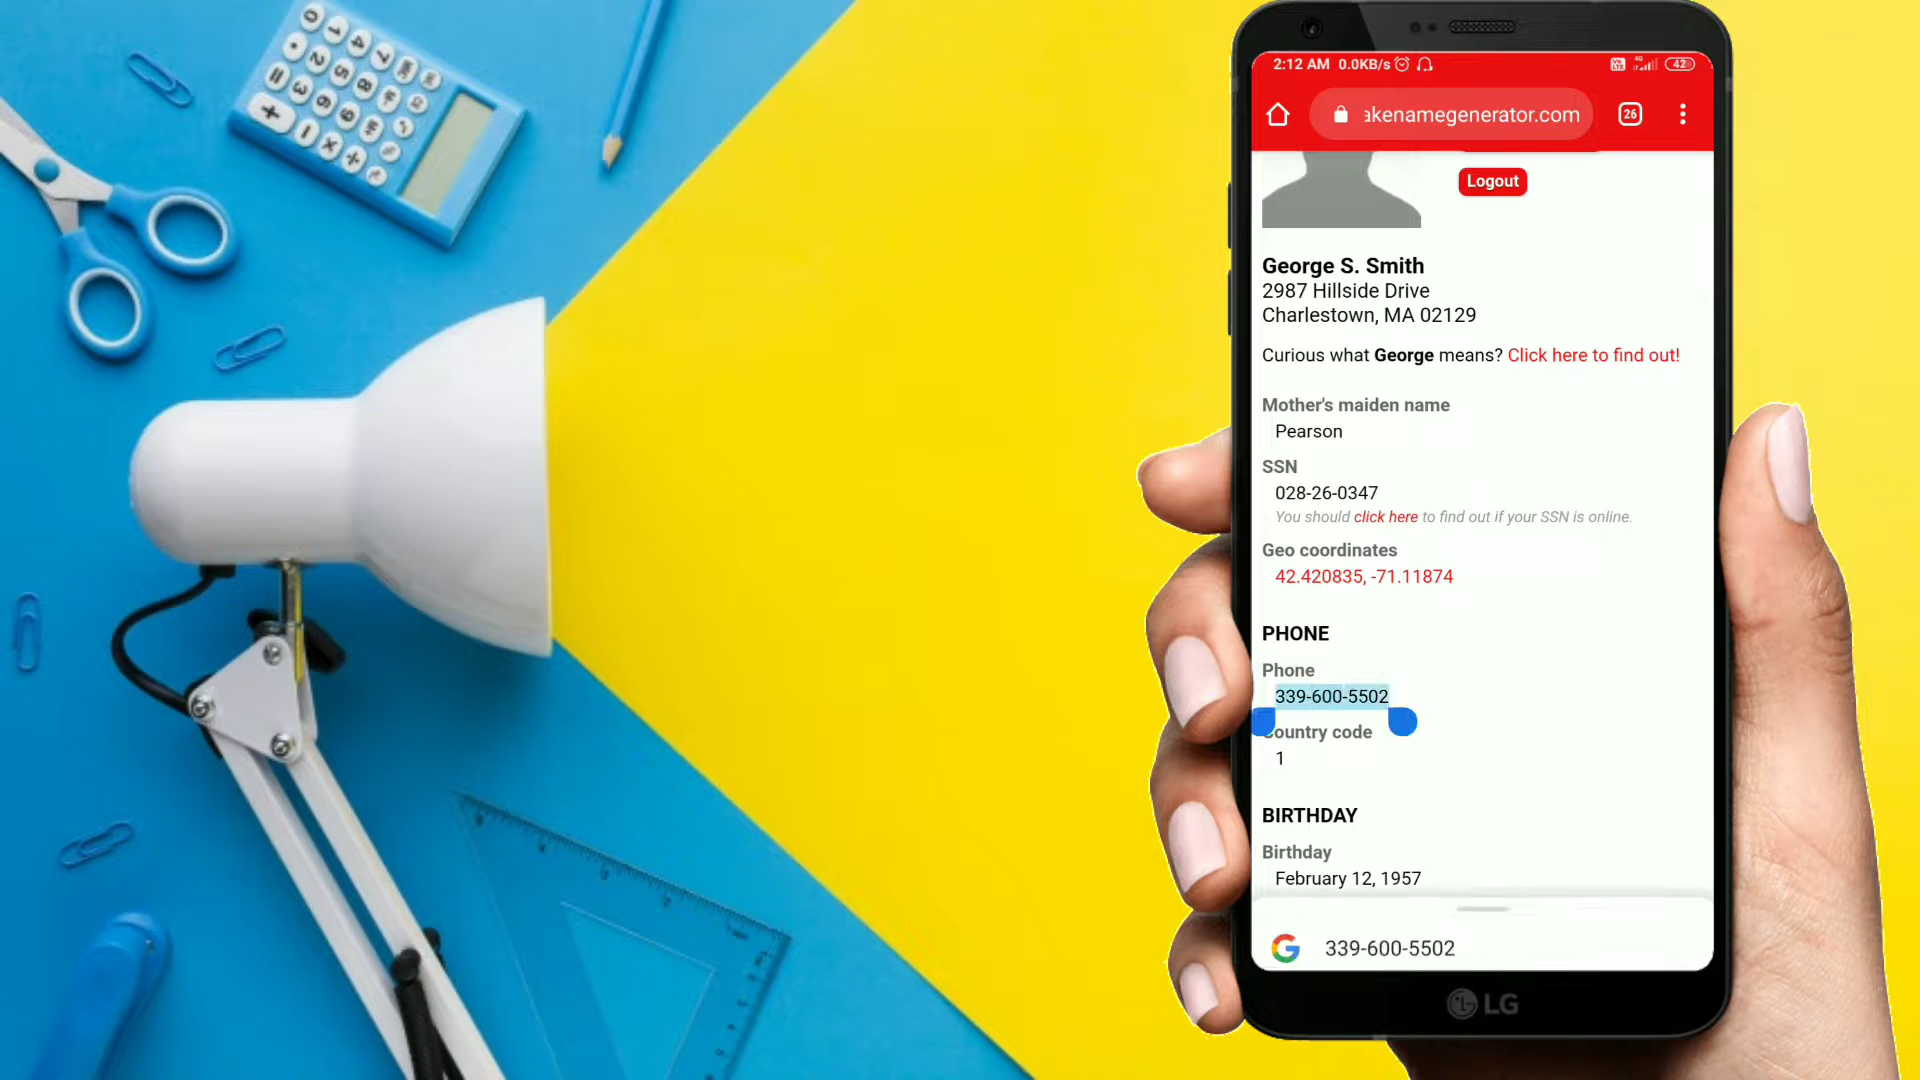 2:12 AM 0.0KB/s 42
akenamegenerator.com 26
Logout
George S. Smith
2987 Hillside Drive
Charlestown, MA 02129
Curious what George means? Click here to find out!
Mother's maiden name
Pearson
SSN
028-26-0347
You should click here to find out if your SSN is online.
Geo coordinates
42.420835, -71.11874
PHONE
Phone
339-600-5502
Country code
1
BIRTHDAY
Birthday
February 12, 1957
339-600-5502
LG